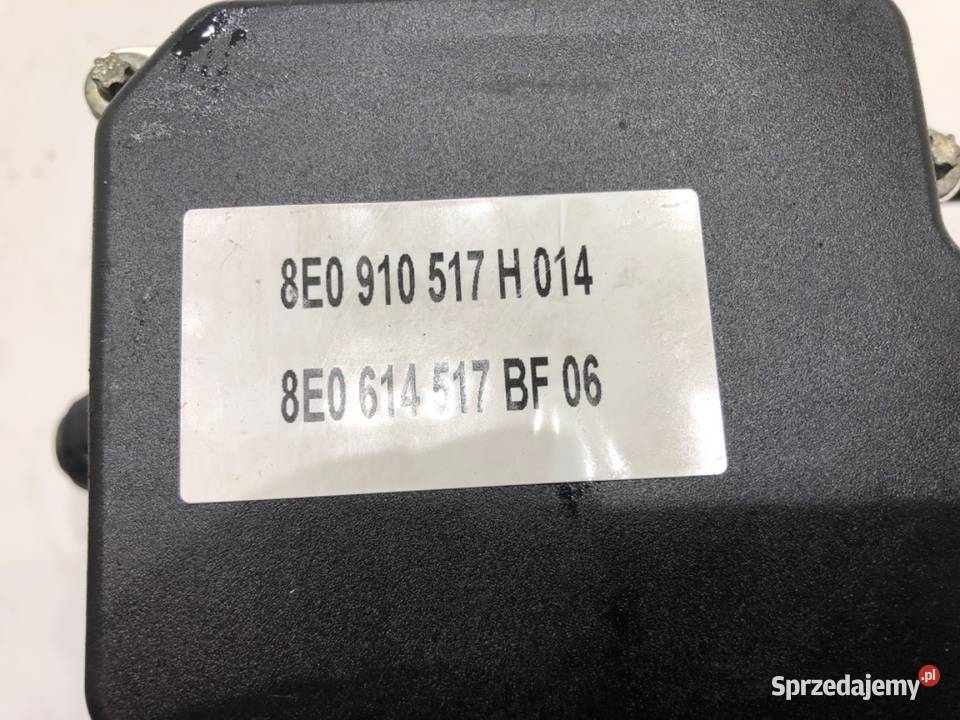 8E0 910 517 H 014
8E0 614 517 BF 06
Sprzedajemy.pl